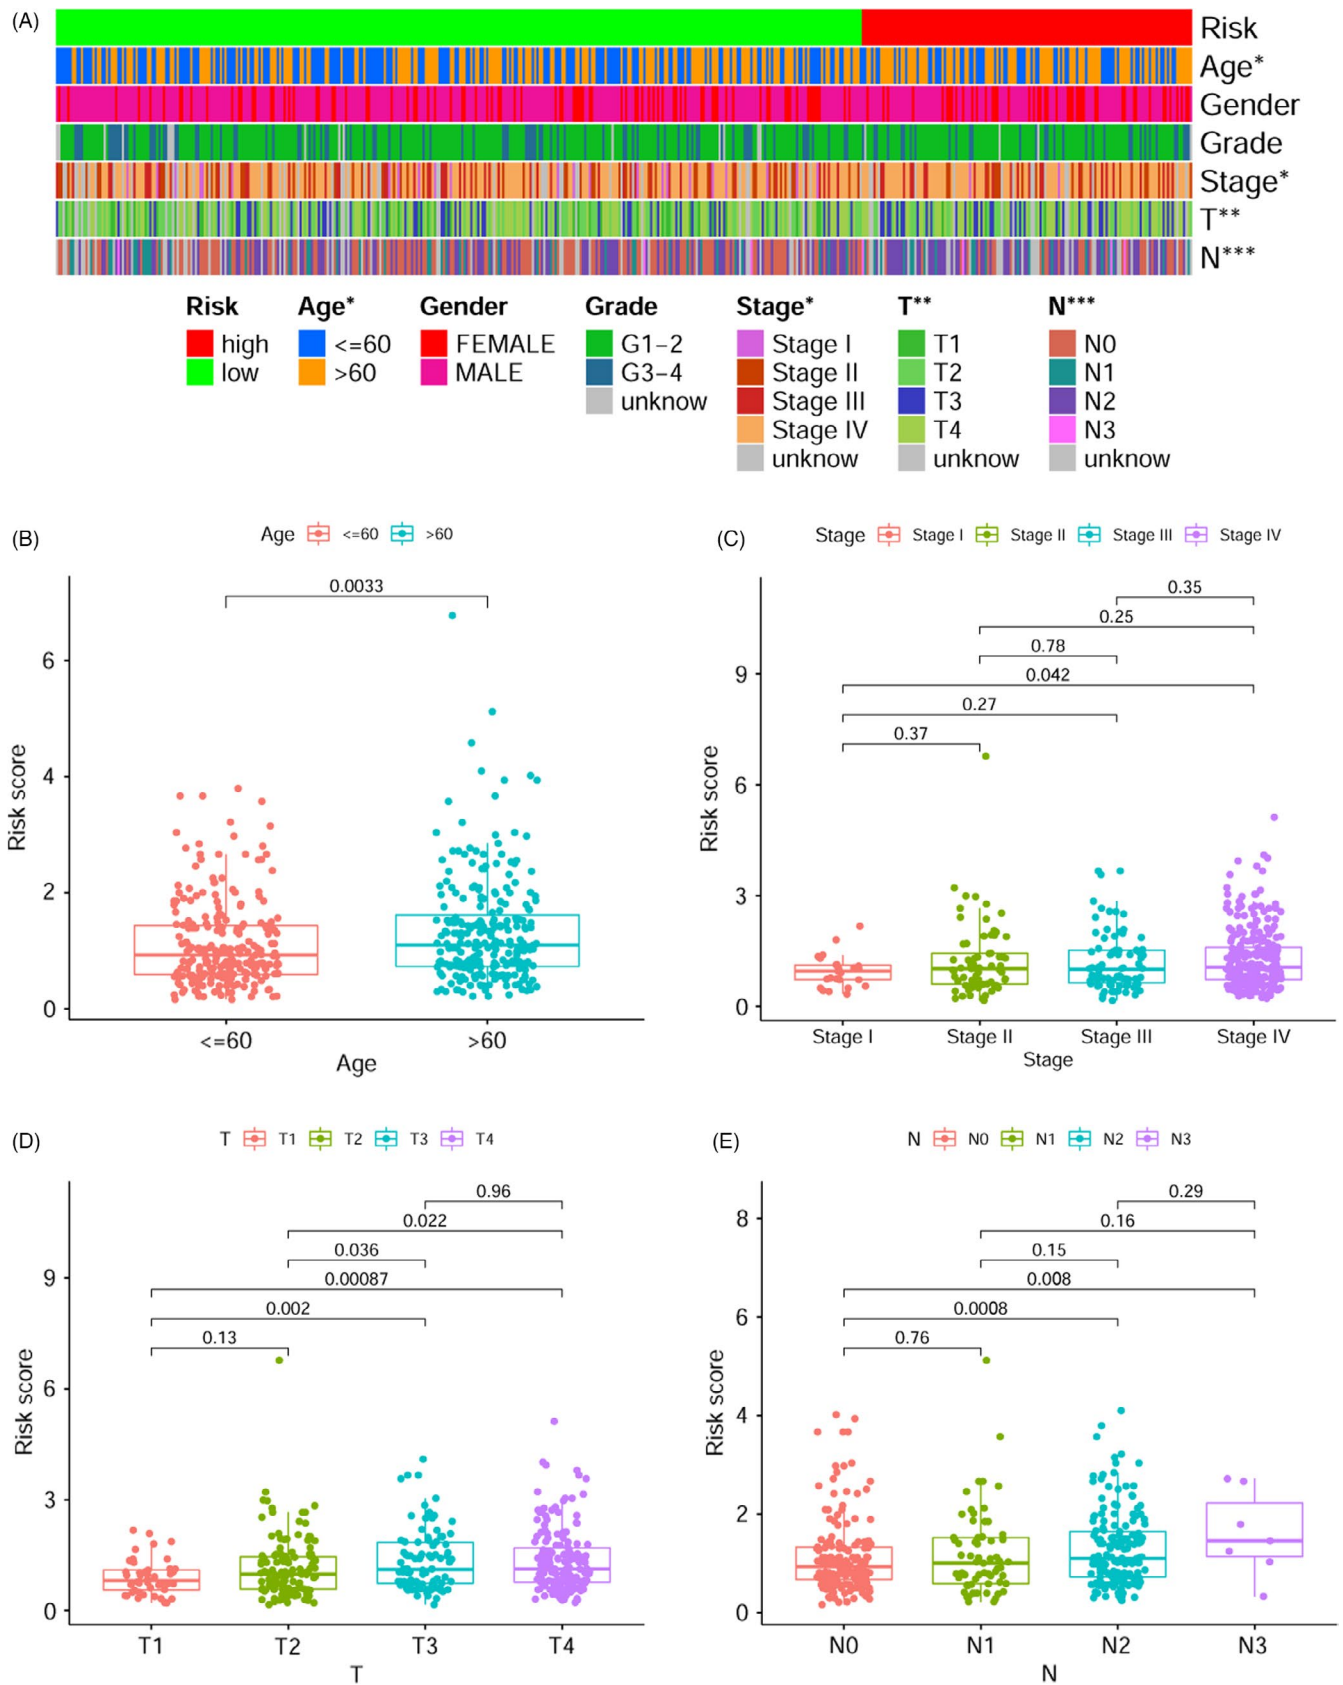 (A)
Risk
Age*
Gender
Grade
Stage*
T**
N***
Risk Age* Gender Grade Stage* T** N***
high <=60 FEMALE G1-2 Stage I T1 N0
low >60 MALE G3-4 Stage II T2 N1
unknow Stage III T3 N2
Stage IV T4 N3
unknow unknow unknow
(B)
Age <=60 >60
0.0033
6
4
2
0
Risk score
<=60 >60
Age
(C)
Stage Stage I Stage II Stage III Stage IV
0.35
0.25
0.78
0.042
0.27
0.37
9
6
3
0
Risk score
Stage I Stage II Stage III Stage IV
Stage
(D)
T T1 T2 T3 T4
0.96
0.022
0.036
0.00087
0.002
0.13
9
6
3
0
Risk score
T1 T2 T3 T4
T
(E)
N N0 N1 N2 N3
0.29
0.16
0.15
0.008
0.0008
0.76
8
6
4
2
0
Risk score
N0 N1 N2 N3
N